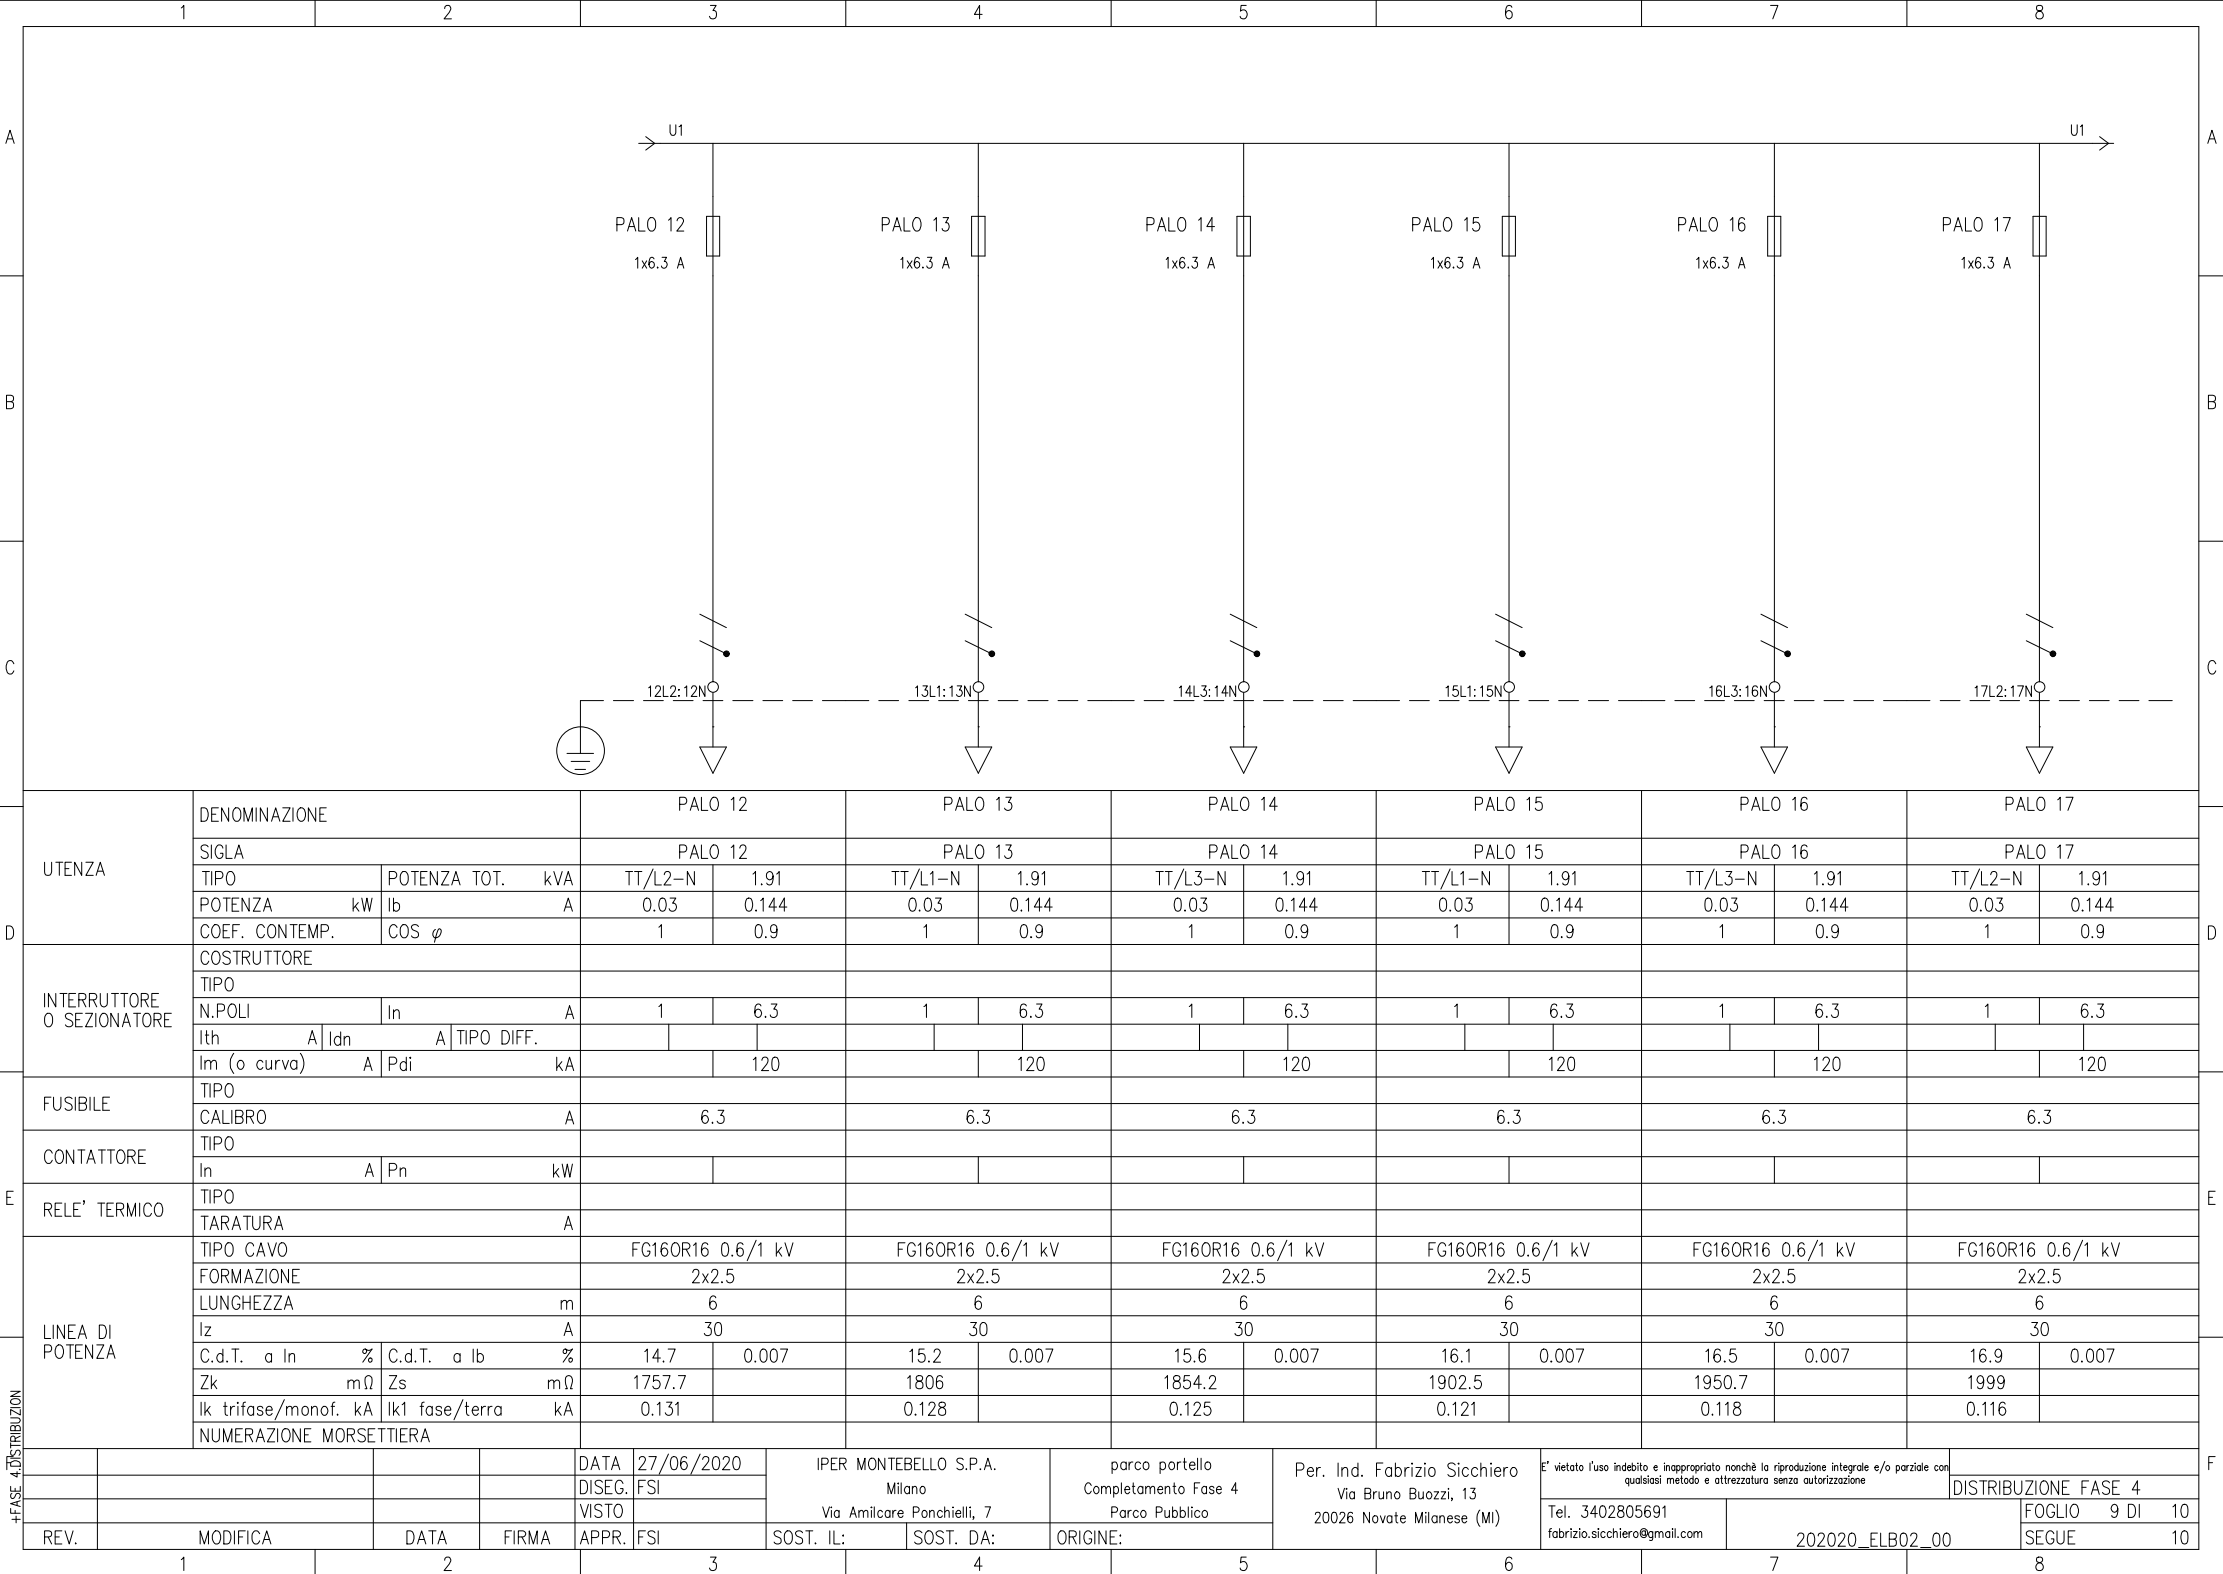 1 2 3 4 5 6 7 8
A A
U1 U1
PALO 12 PALO 13 PALO 14 PALO 15 PALO 16 PALO 17
1x6.3 A 1x6.3 A 1x6.3 A 1x6.3 A 1x6.3 A 1x6.3 A
B B
C C
12L2:12N 13L1:13N 14L3:14N 15L1:15N 16L3:16N 17L2:17N
UTENZA
DENOMINAZIONE PALO 12 PALO 13 PALO 14 PALO 15 PALO 16 PALO 17
SIGLA PALO 12 PALO 13 PALO 14 PALO 15 PALO 16 PALO 17
TIPO POTENZA TOT. kVA TT/L2-N 1.91 TT/L1-N 1.91 TT/L3-N 1.91 TT/L1-N 1.91 TT/L3-N 1.91 TT/L2-N 1.91
POTENZA kW Ib A 0.03 0.144 0.03 0.144 0.03 0.144 0.03 0.144 0.03 0.144 0.03 0.144
D COEF. CONTEMP. COS φ 1 0.9 1 0.9 1 0.9 1 0.9 1 0.9 1 0.9 D
INTERRUTTORE
O SEZIONATORE
COSTRUTTORE
TIPO
N.POLI In A 1 6.3 1 6.3 1 6.3 1 6.3 1 6.3 1 6.3
Ith A Idn A TIPO DIFF.
Im (o curva) A Pdi kA 120 120 120 120 120 120
FUSIBILE
TIPO
CALIBRO A 6.3 6.3 6.3 6.3 6.3 6.3
CONTATTORE
TIPO
In A Pn kW
E E
RELE' TERMICO
TIPO
TARATURA A
LINEA DI
POTENZA
TIPO CAVO FG16OR16 0.6/1 kV FG16OR16 0.6/1 kV FG16OR16 0.6/1 kV FG16OR16 0.6/1 kV FG16OR16 0.6/1 kV FG16OR16 0.6/1 kV
FORMAZIONE 2x2.5 2x2.5 2x2.5 2x2.5 2x2.5 2x2.5
LUNGHEZZA m 6 6 6 6 6 6
Iz A 30 30 30 30 30 30
C.d.T. a In % C.d.T. a Ib % 14.7 0.007 15.2 0.007 15.6 0.007 16.1 0.007 16.5 0.007 16.9 0.007
Zk mΩ Zs mΩ 1757.7 1806 1854.2 1902.5 1950.7 1999
Ik trifase/monof. kA Ik1 fase/terra kA 0.131 0.128 0.125 0.121 0.118 0.116
NUMERAZIONE MORSETTIERA
+FASE 4.DISTRIBUZION
F F
REV. MODIFICA DATA FIRMA
DATA 27/06/2020
DISEG. FSI
VISTO
APPR. FSI
IPER MONTEBELLO S.P.A.
Milano
Via Amilcare Ponchielli, 7
SOST. IL: SOST. DA:
parco portello
Completamento Fase 4
Parco Pubblico
ORIGINE:
Per. Ind. Fabrizio Sicchiero
Via Bruno Buozzi, 13
20026 Novate Milanese (MI)
E' vietato l'uso indebito e inappropriato nonchè la riproduzione integrale e/o parziale con
qualsiasi metodo e attrezzatura senza autorizzazione
Tel. 3402805691
fabrizio.sicchiero@gmail.com
202020_ELB02_00
DISTRIBUZIONE FASE 4
FOGLIO 9 DI 10
SEGUE 10
1 2 3 4 5 6 7 8